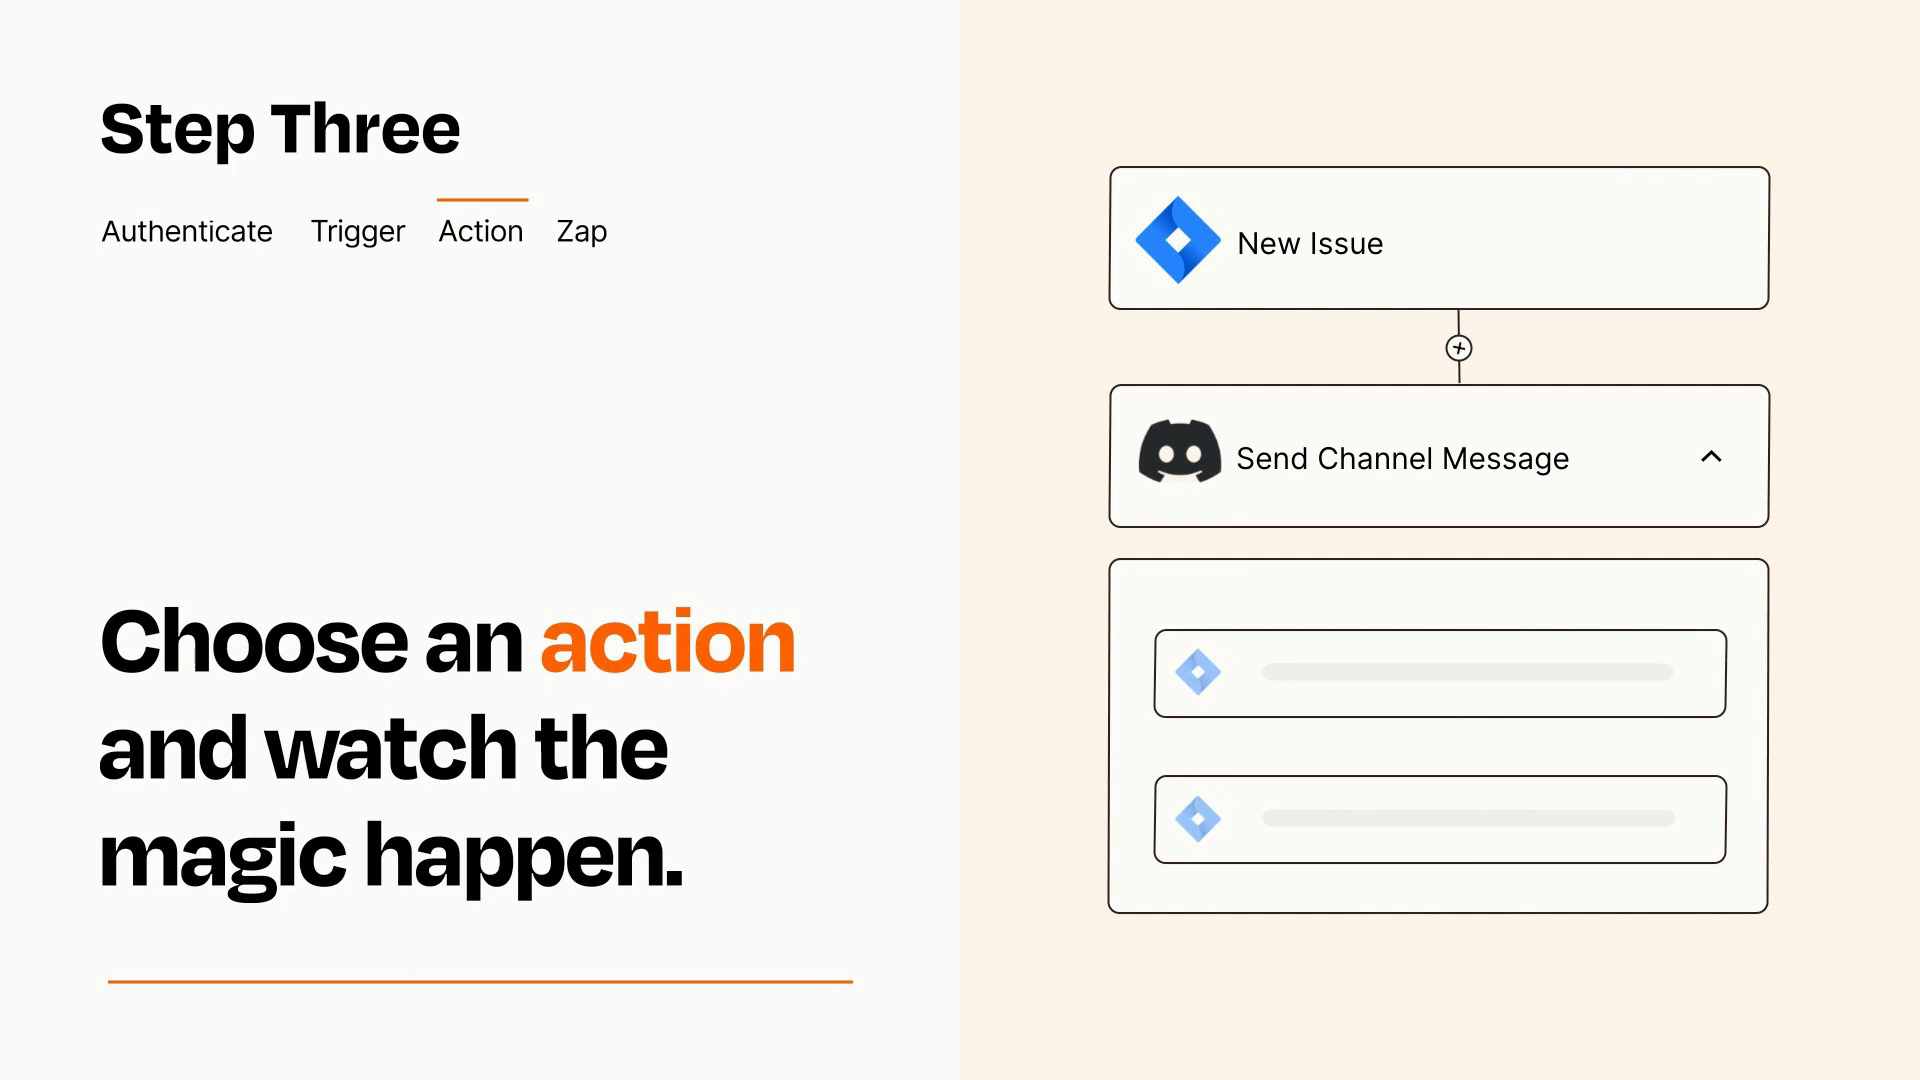 Step Three
Authenticate Trigger Action Zap
Choose an action
and watch the
magic happen.
New Issue
Send Channel Message